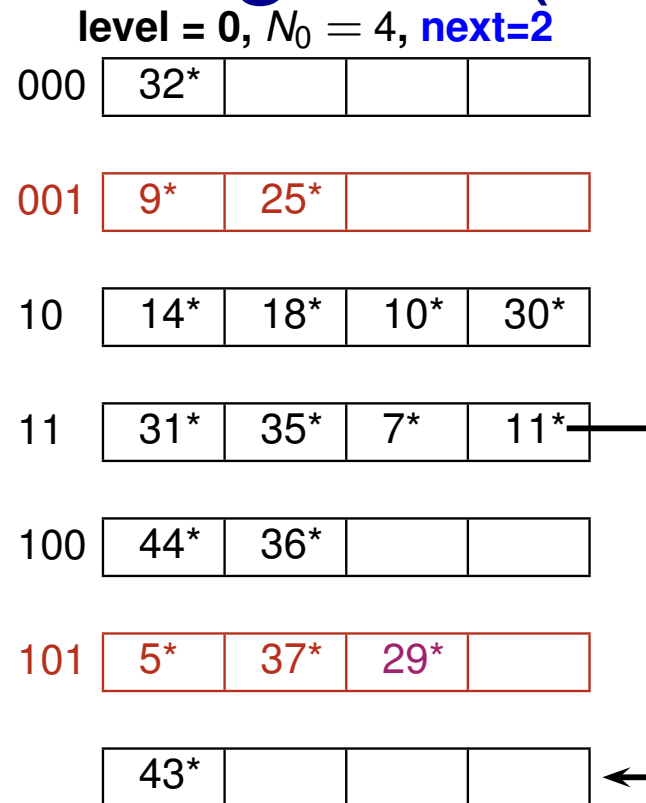 level = 0, N₀ = 4, next=2
000 32*
001 9* 25*
10 14* 18* 10* 30*
11 31* 35* 7* 11*
100 44* 36*
101 5* 37* 29*
43*